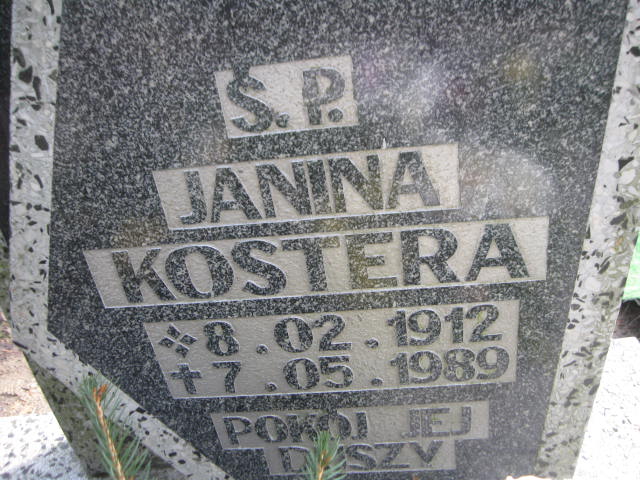 Ś. P.
JANINA
KOSTERA
8.02.1912
7.05.1989
POKÓJ JEJ
DUSZY